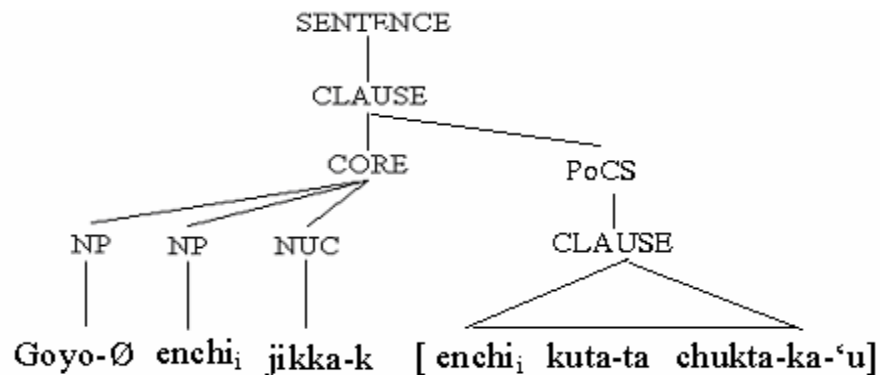 SENTENCE
CLAUSE
CORE PoCS
NP NP NUC CLAUSE
Goyo-Ø enchiᵢ jikka-k [ enchiᵢ kuta-ta chukta-ka-‘u]